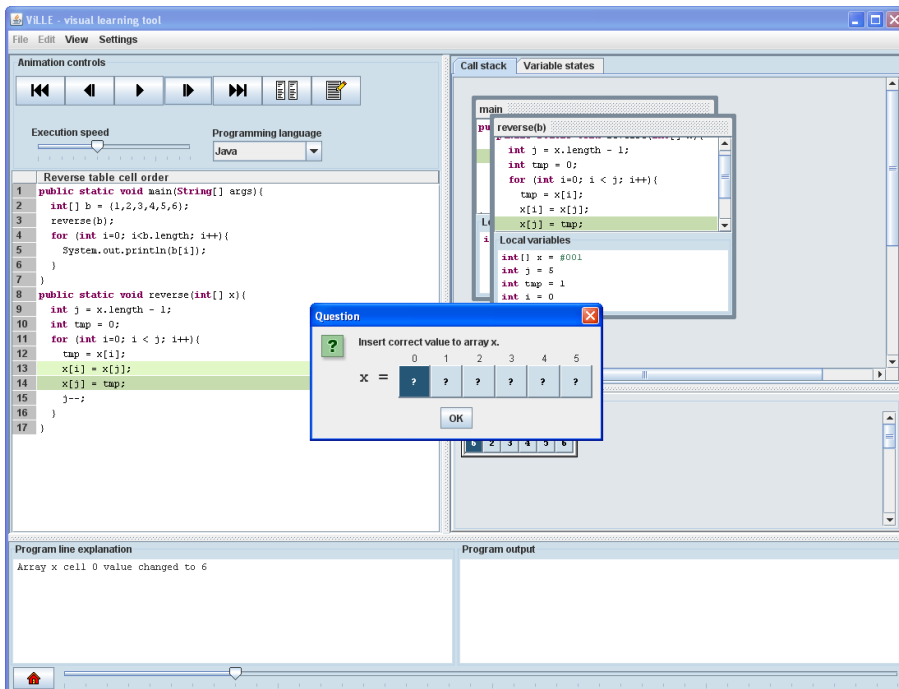 ViLLE - visual learning tool
File Edit View Settings
Animation controls
Execution speed
Programming language
Java
Reverse table cell order
1 public static void main(String[] args){
2 int[] b = {1,2,3,4,5,6};
3 reverse(b);
4 for (int i=0; i<b.length; i++){
5 System.out.println(b[i]);
6 }
7 }
8 public static void reverse(int[] x){
9 int j = x.length - 1;
10 int tmp = 0;
11 for (int i=0; i < j; i++){
12 tmp = x[i];
13 x[i] = x[j];
14 x[j] = tmp;
15 j--;
16 }
17 }
Call stack Variable states
main
reverse(b)
int j = x.length - 1;
int tmp = 0;
for (int i=0; i < j; i++){
tmp = x[i];
x[i] = x[j];
x[j] = tmp;
Local variables
int[] x = #001
int j = 5
int tmp = 1
int i = 0
Question
? Insert correct value to array x.
0 1 2 3 4 5
x = ? ? ? ? ? ?
OK
6 2 3 4 5 6
Program line explanation
Array x cell 0 value changed to 6
Program output